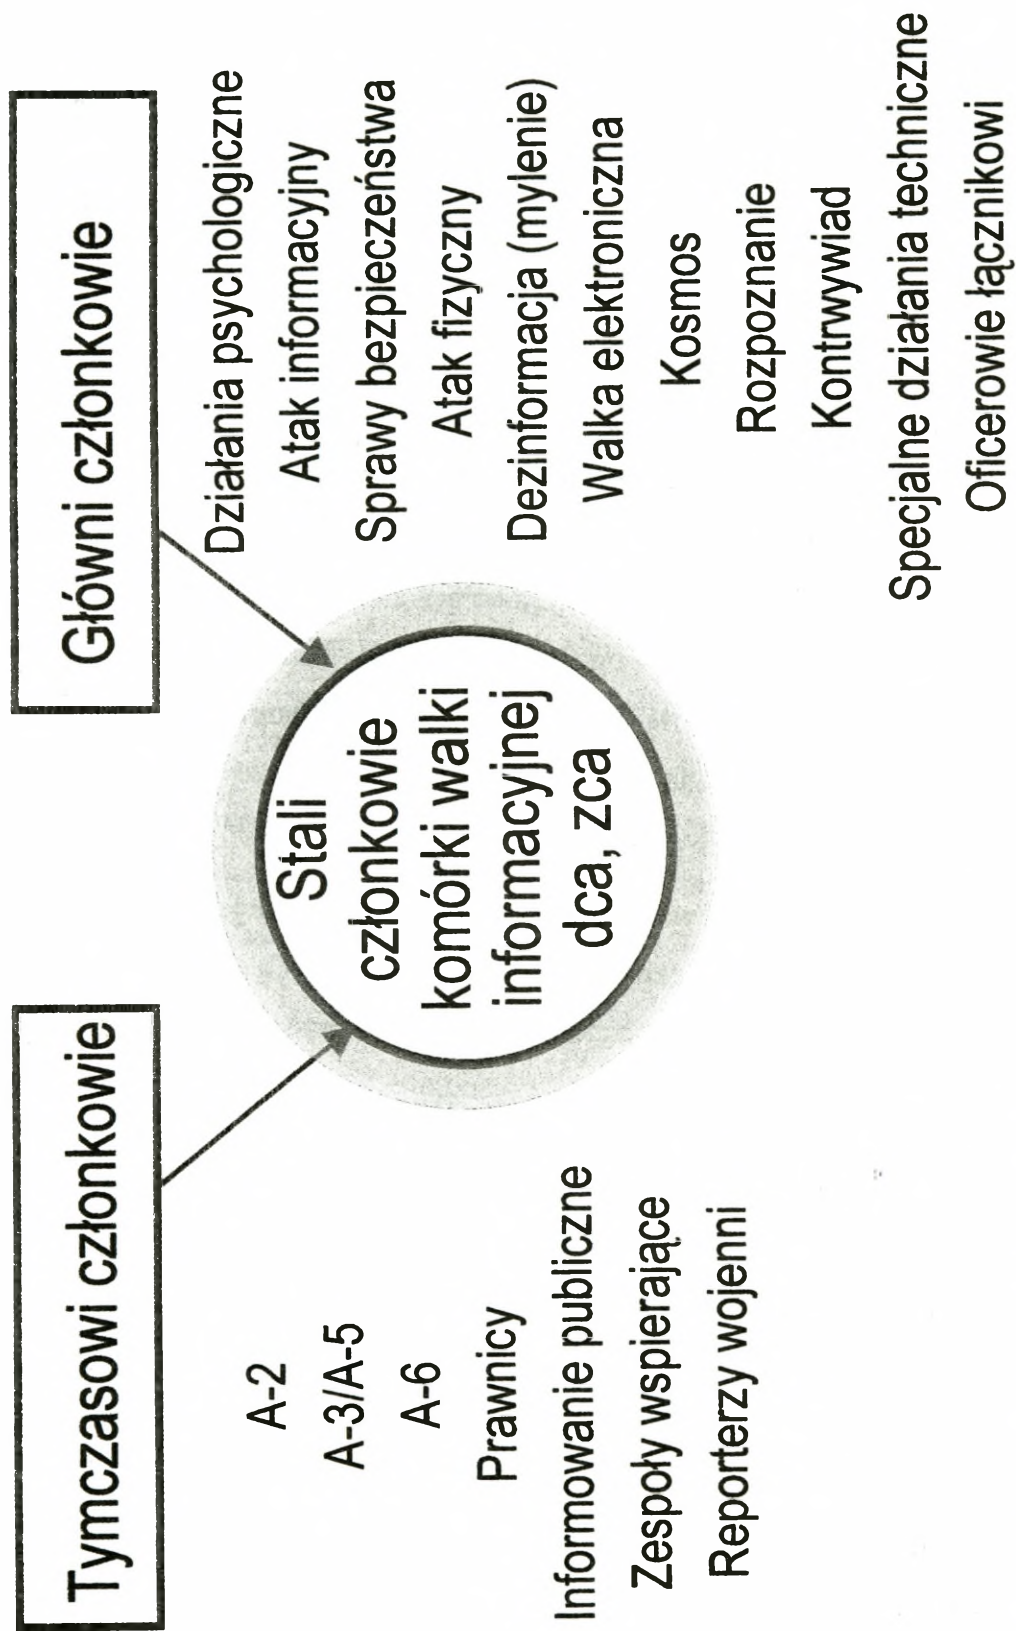 Tymczasowi członkowie
A-2
A-3/A-5
A-6
Prawnicy
Informowanie publiczne
Zespoły wspierające
Reporterzy wojenni
Stali
członkowie
komórki walki
informacyjnej
dca, zca
Główni członkowie
Działania psychologiczne
Atak informacyjny
Sprawy bezpieczeństwa
Atak fizyczny
Dezinformacja (mylenie)
Walka elektroniczna
Kosmos
Rozpoznanie
Kontrwywiad
Specjalne działania techniczne
Oficerowie łącznikowi